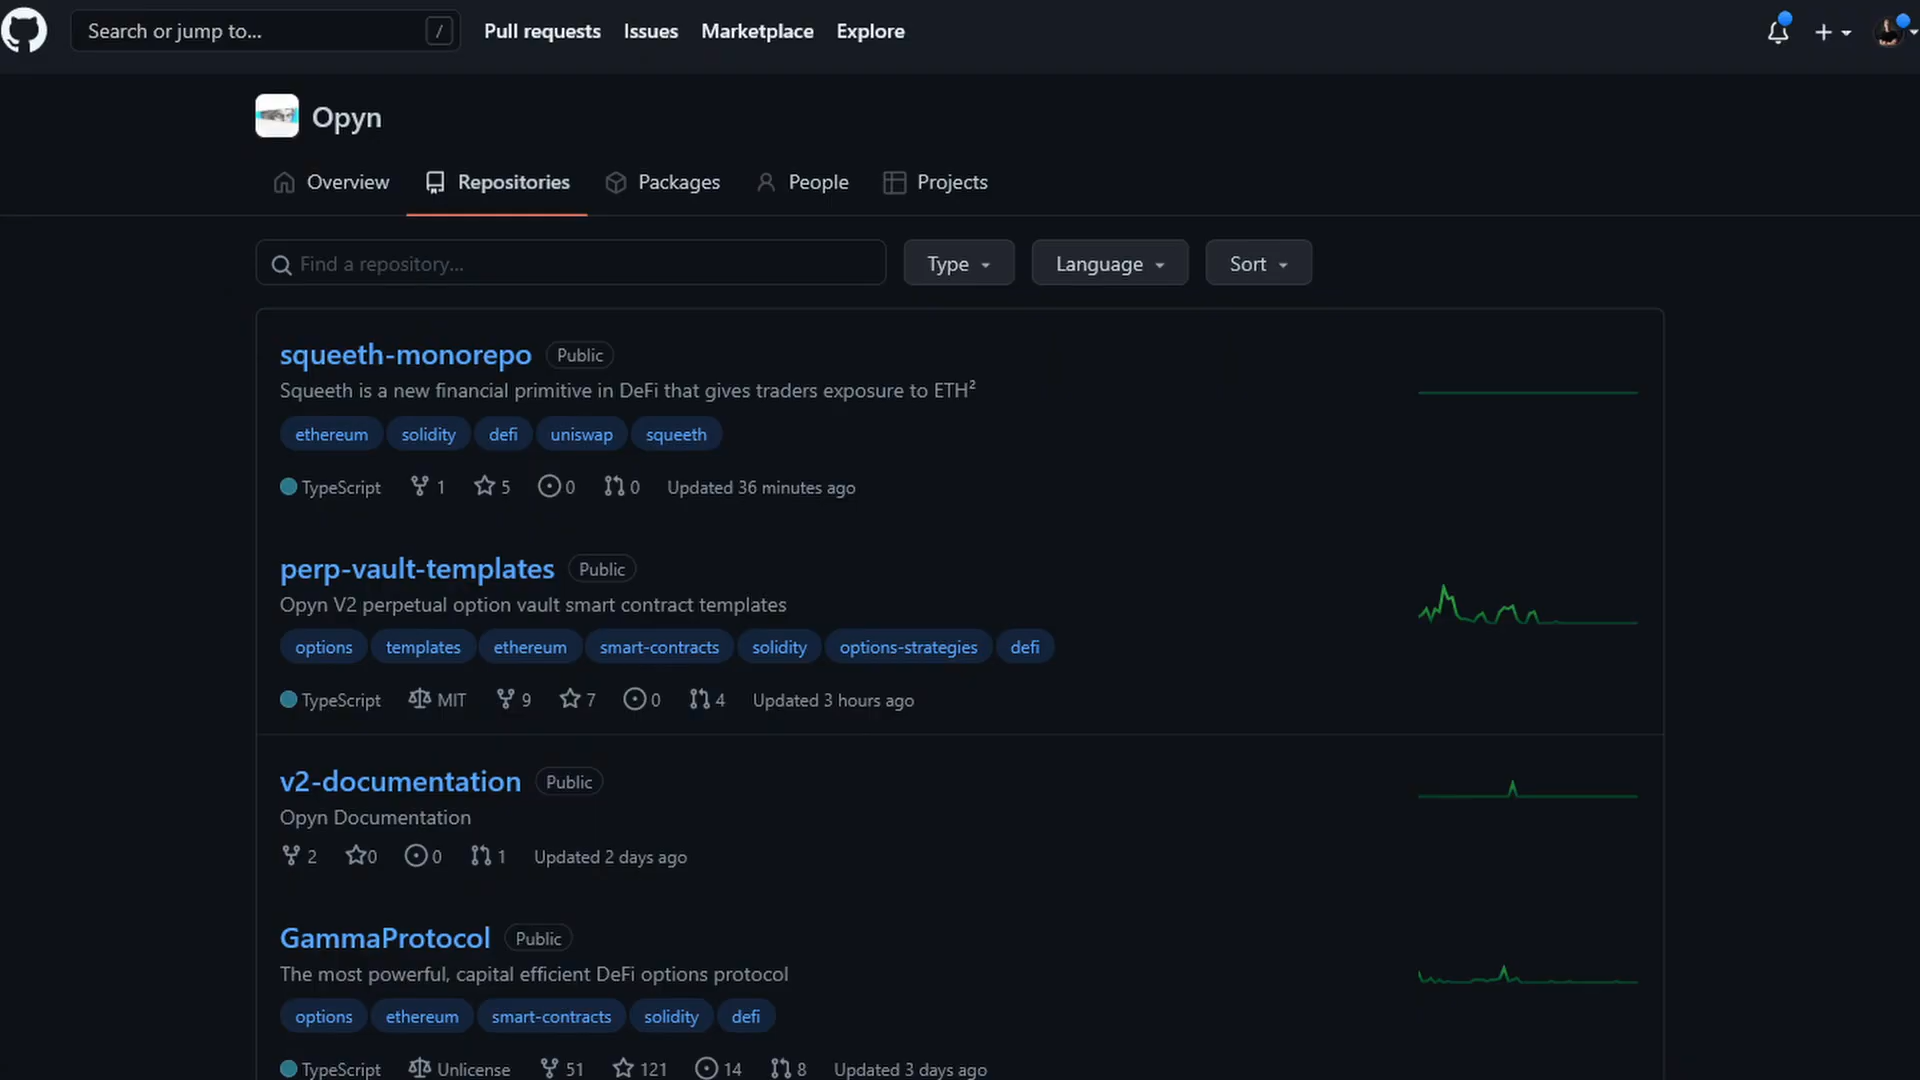 Search or jump to... / Pull requests Issues Marketplace Explore
Opyn
Overview Repositories Packages People Projects
Find a repository... Type Language Sort
squeeth-monorepo Public
Squeeth is a new financial primitive in DeFi that gives traders exposure to ETH²
ethereum solidity defi uniswap squeeth
TypeScript 1 5 0 0 Updated 36 minutes ago
perp-vault-templates Public
Opyn V2 perpetual option vault smart contract templates
options templates ethereum smart-contracts solidity options-strategies defi
TypeScript MIT 9 7 0 4 Updated 3 hours ago
v2-documentation Public
Opyn Documentation
2 0 0 1 Updated 2 days ago
GammaProtocol Public
The most powerful, capital efficient DeFi options protocol
options ethereum smart-contracts solidity defi
TypeScript Unlicense 51 121 14 8 Updated 3 days ago